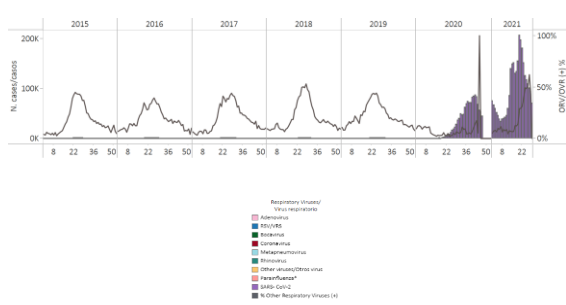 2015 2016 2017 2018 2019 2020 2021
200K
100K
0K
N. cases/casos
100%
50%
0%
ORV/OVR (+) %
8 22 36 50 8 22 36 50 8 22 36 50 8 22 36 50 8 22 36 50 8 22 36 50 8 22
Respiratory Viruses/
Virus respiratorio
Adenovirus
RSV/VRS
Bocavirus
Coronavirus
Metapneumovirus
Rhinovirus
Other viruses/Otros virus
Parainfluenza*
SARS- CoV-2
% Other Respiratory Viruses (+)